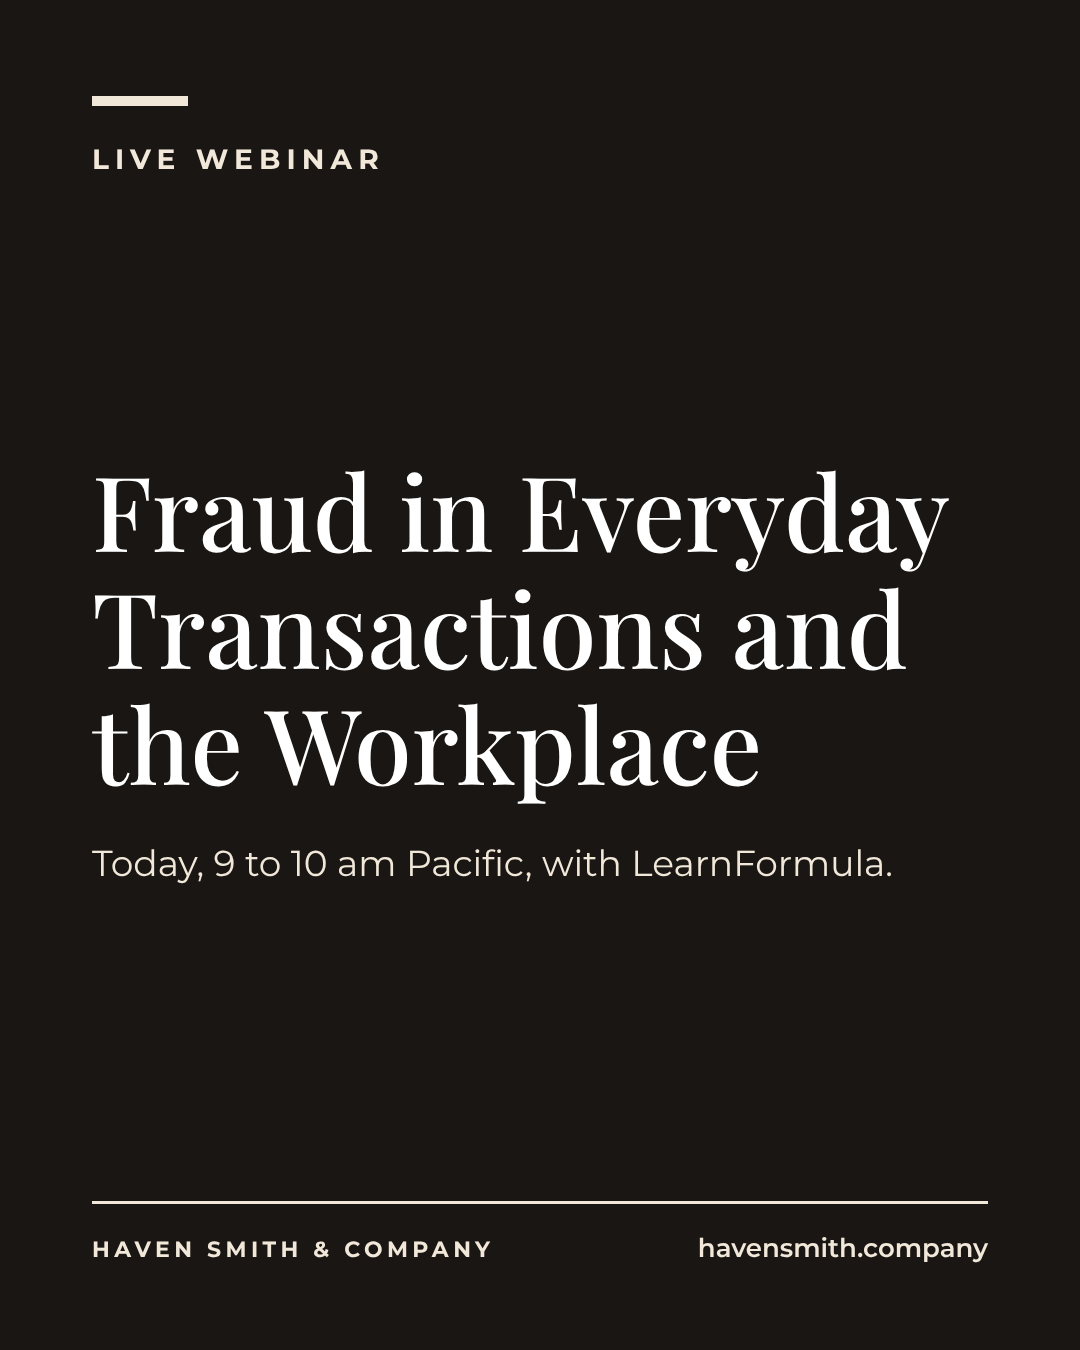 LIVE WEBINAR
Fraud in Everyday
Transactions and
the Workplace
Today, 9 to 10 am Pacific, with LearnFormula.
HAVEN SMITH & COMPANY
havensmith.company